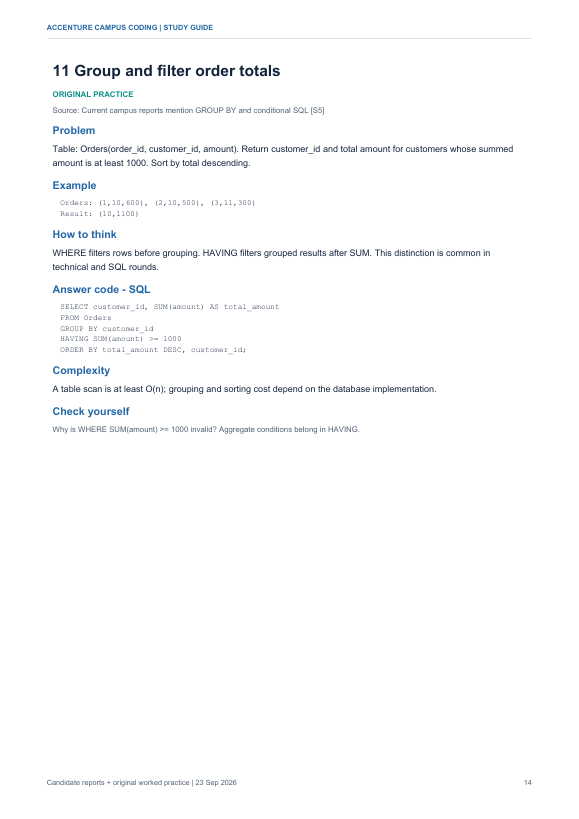 ACCENTURE CAMPUS CODING | STUDY GUIDE
11 Group and filter order totals
ORIGINAL PRACTICE
Source: Current campus reports mention GROUP BY and conditional SQL [S5]
Problem
Table: Orders(order_id, customer_id, amount). Return customer_id and total amount for customers whose summed
amount is at least 1000. Sort by total descending.
Example
Orders: (1,10,600), (2,10,500), (3,11,300)
Result: (10,1100)
How to think
WHERE filters rows before grouping. HAVING filters grouped results after SUM. This distinction is common in
technical and SQL rounds.
Answer code - SQL
SELECT customer_id, SUM(amount) AS total_amount
FROM Orders
GROUP BY customer_id
HAVING SUM(amount) >= 1000
ORDER BY total_amount DESC, customer_id;
Complexity
A table scan is at least O(n); grouping and sorting cost depend on the database implementation.
Check yourself
Why is WHERE SUM(amount) >= 1000 invalid? Aggregate conditions belong in HAVING.
Candidate reports + original worked practice | 23 Sep 2026
14